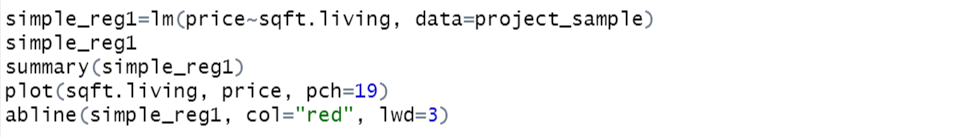 simple_reg1=lm(price~sqft.living, data=project_sample)
simple_reg1
summary(simple_reg1)
plot(sqft.living, price, pch=19)
abline(simple_reg1, col="red", lwd=3)